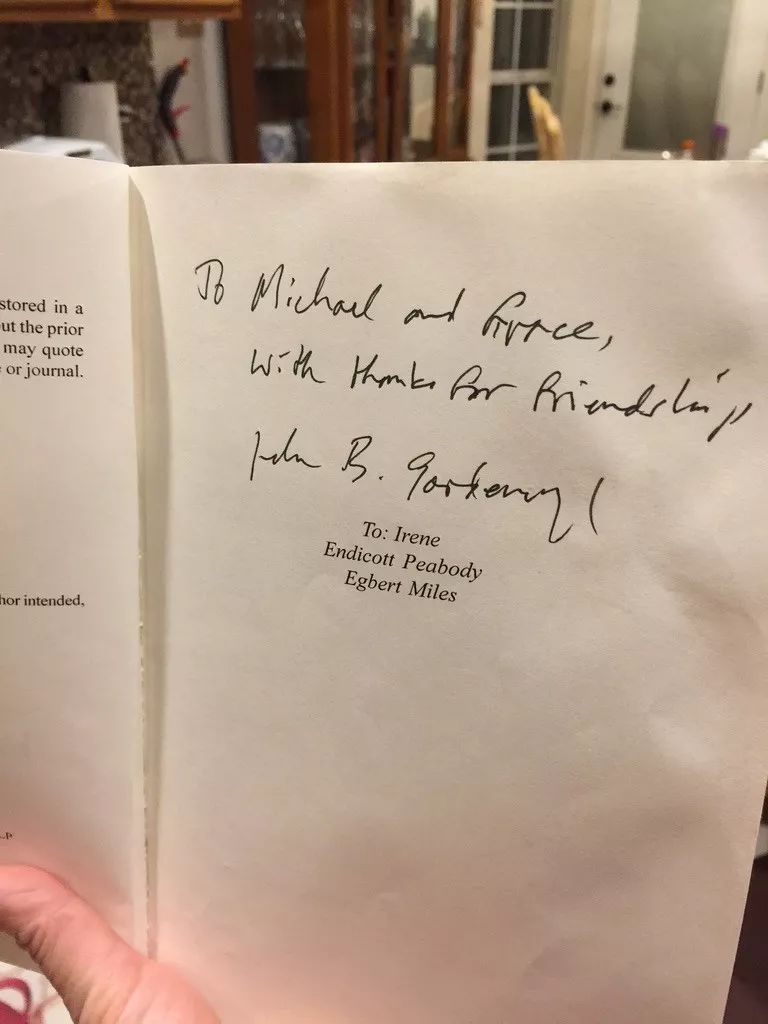 stored in a
ut the prior
may quote
or journal.
hor intended,
To Michael and Grace,
With thanks for friendship,
John B.
To: Irene
Endicott Peabody
Egbert Miles